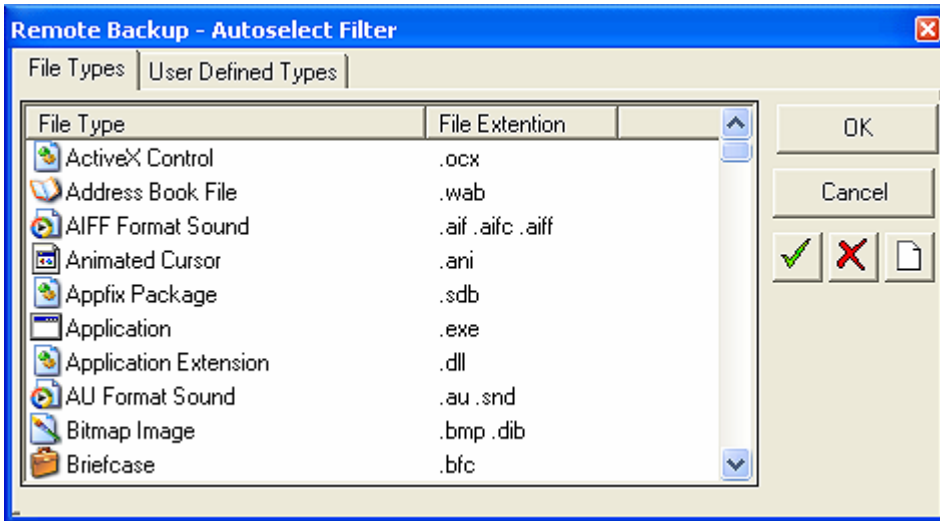 Remote Backup - Autoselect Filter
File Types User Defined Types
File Type File Extention
OK
ActiveX Control .ocx
Address Book File .wab
Cancel
AIFF Format Sound .aif .aifc .aiff
Animated Cursor .ani
Appfix Package .sdb
Application .exe
Application Extension .dll
AU Format Sound .au .snd
Bitmap Image .bmp .dib
Briefcase .bfc